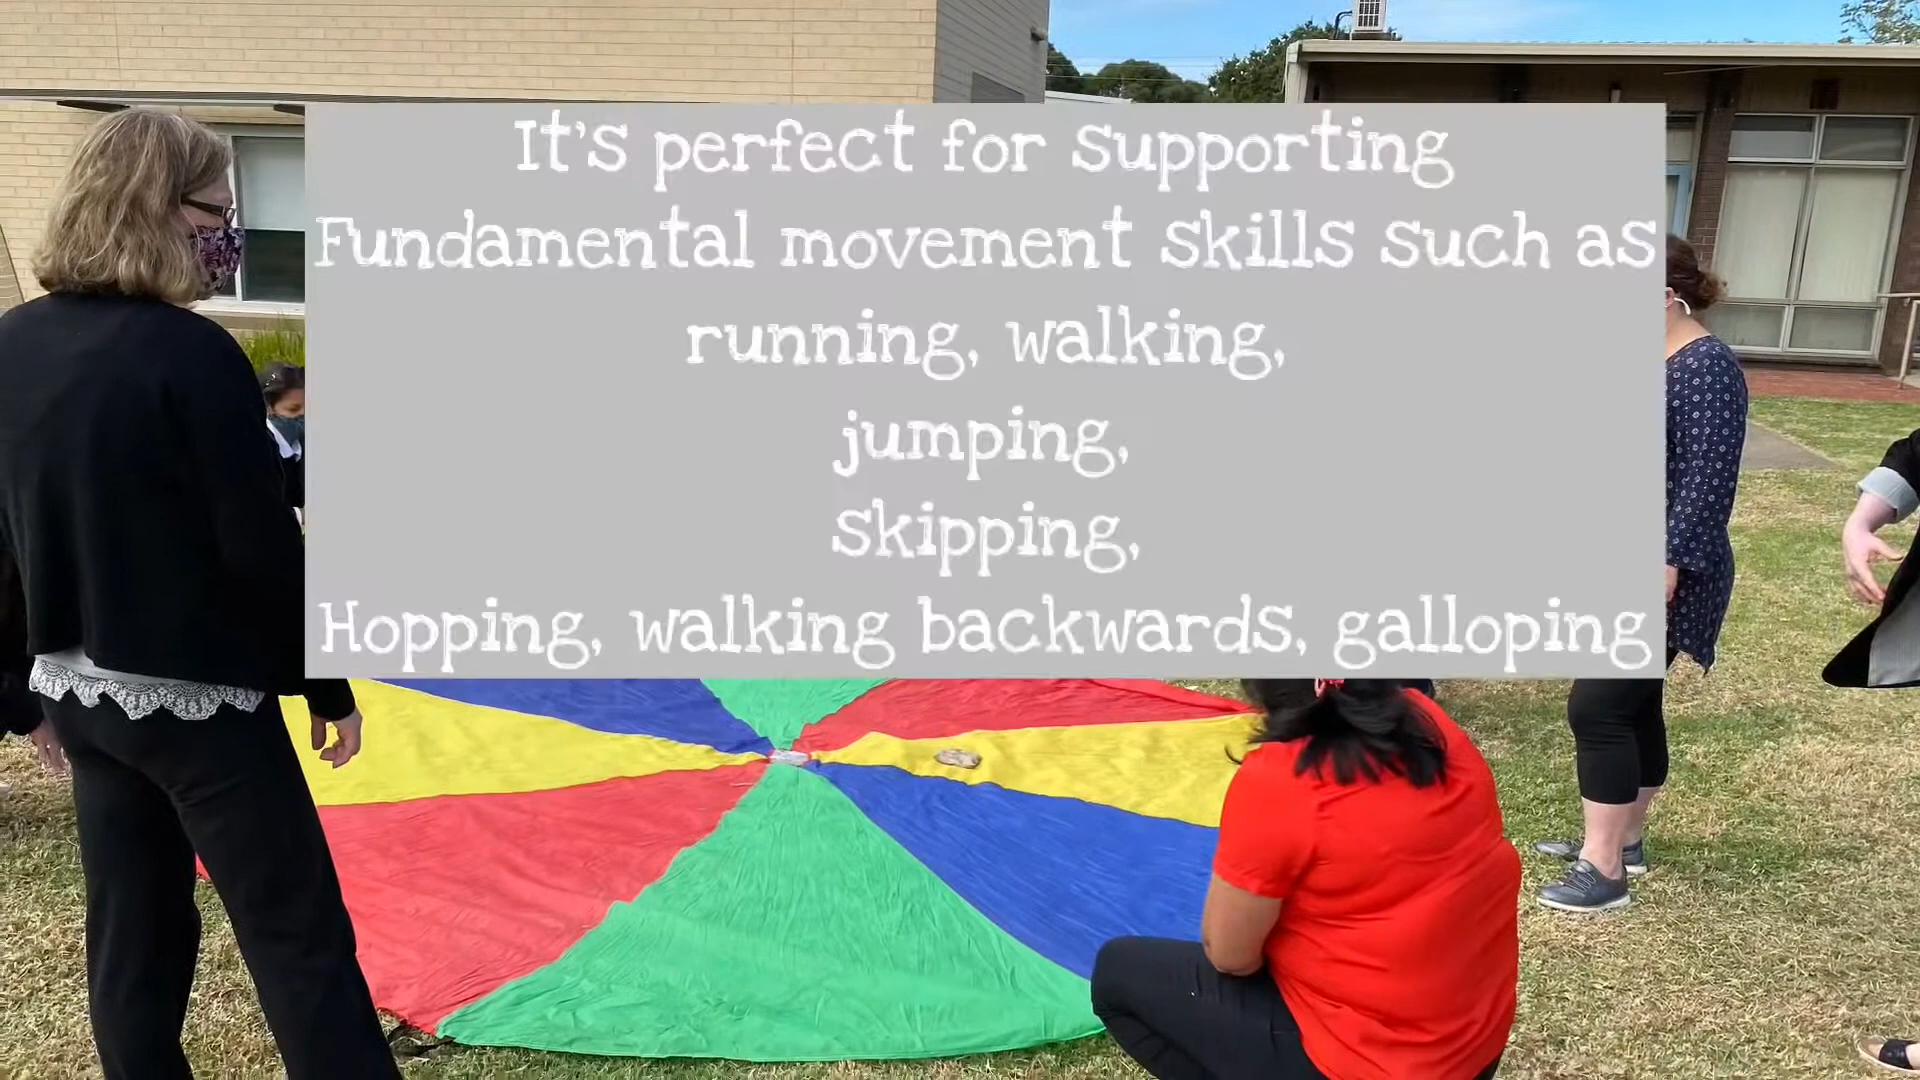 It's perfect for supporting
Fundamental movement skills such as
running, walking,
jumping,
skipping,
Hopping, walking backwards, galloping